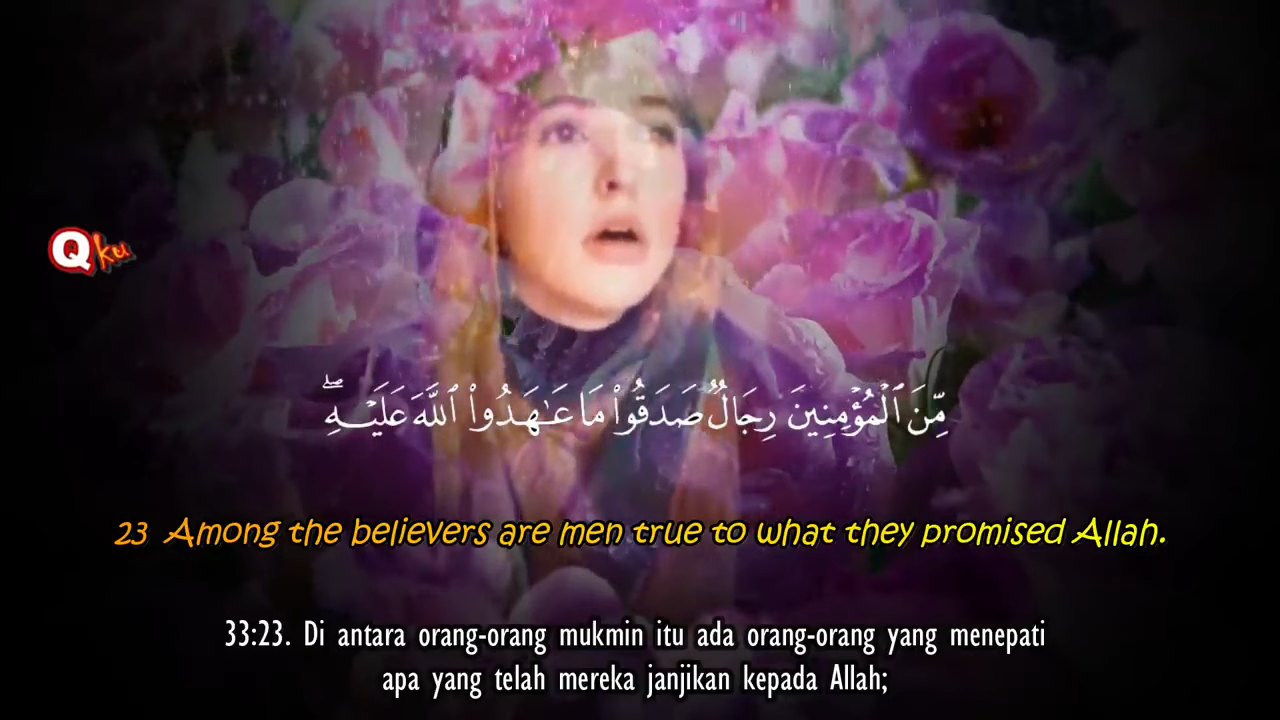 Qku
مِّنَ ٱلْمُؤْمِنِينَ رِجَالٌ صَدَقُوا۟ مَا عَـٰهَدُوا۟ ٱللَّهَ عَلَيْهِ ۖ
23 Among the believers are men true to what they promised Allah.
33:23. Di antara orang-orang mukmin itu ada orang-orang yang menepati
apa yang telah mereka janjikan kepada Allah;